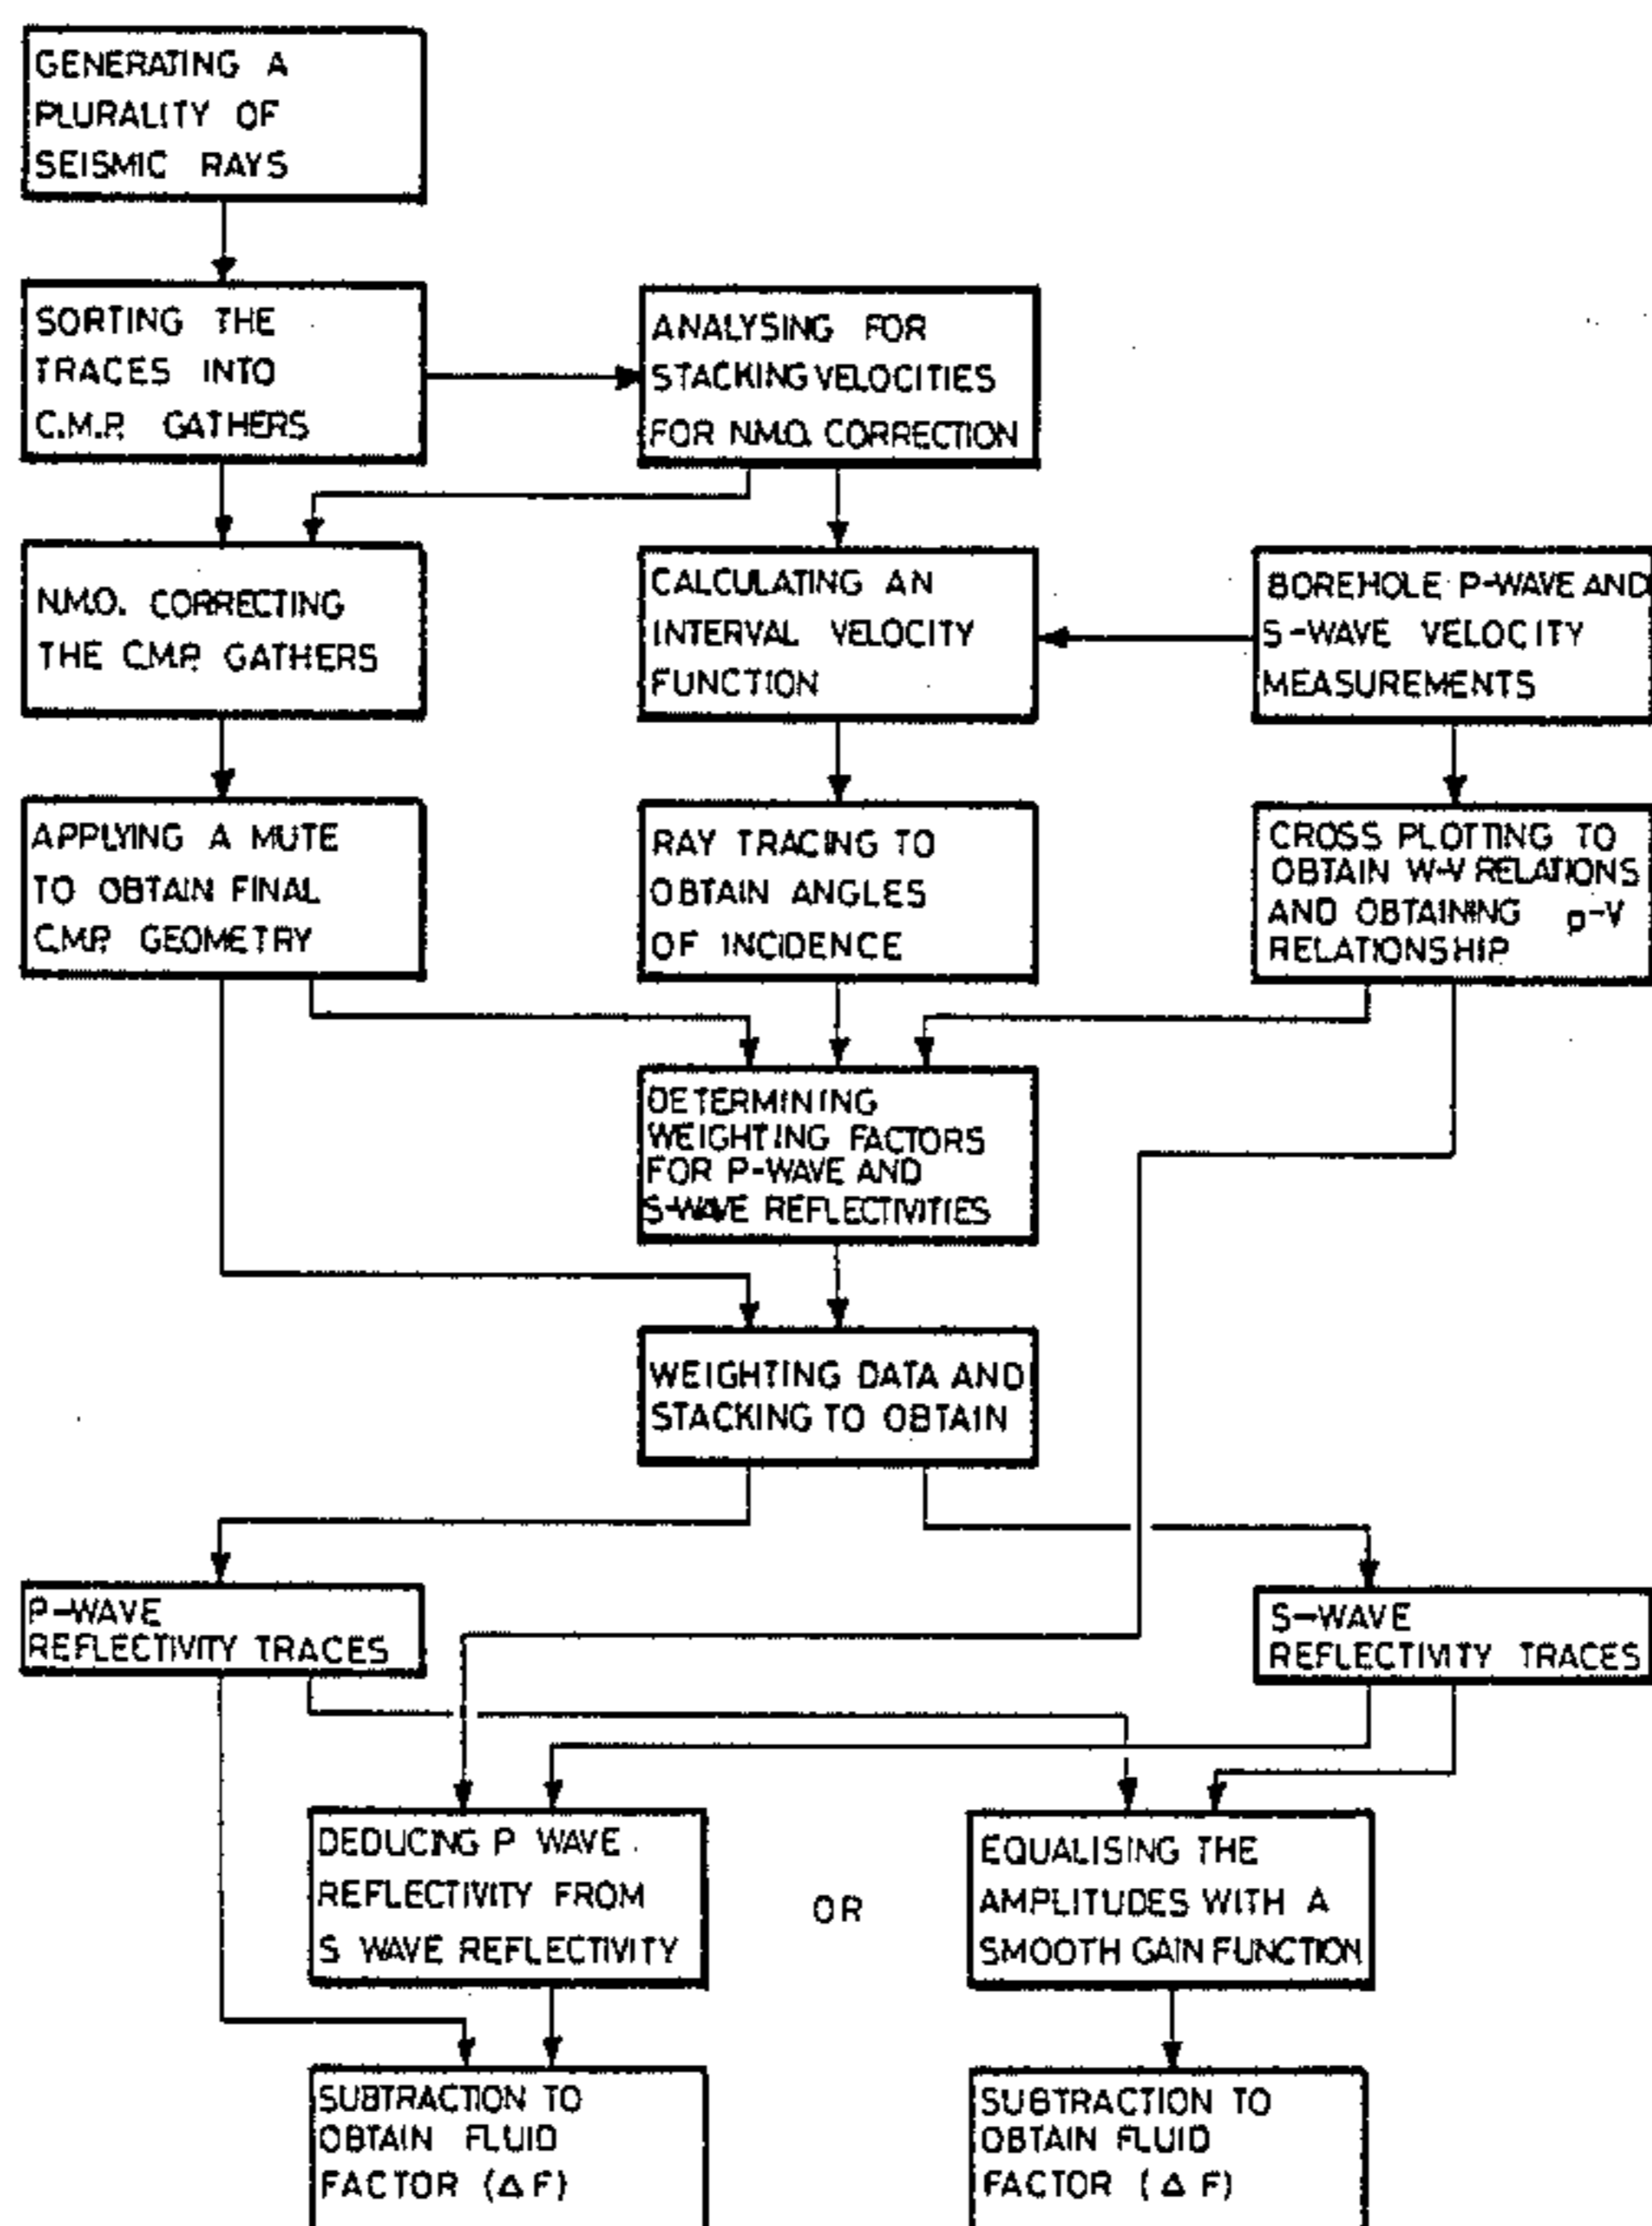 GENERATING A
PLURALITY OF
SEISMIC RAYS
SORTING THE
TRACES INTO
C.M.P. GATHERS
ANALYSING FOR
STACKING VELOCITIES
FOR N.M.O. CORRECTION
N.M.O. CORRECTING
THE C.M.P. GATHERS
CALCULATING AN
INTERVAL VELOCITY
FUNCTION
BOREHOLE P-WAVE AND
S-WAVE VELOCITY
MEASUREMENTS
APPLYING A MUTE
TO OBTAIN FINAL
C.M.P. GEOMETRY
RAY TRACING TO
OBTAIN ANGLES
OF INCIDENCE
CROSS PLOTTING TO
OBTAIN W-V RELATIONS
AND OBTAINING ρ-V
RELATIONSHIP
DETERMINING
WEIGHTING FACTORS
FOR P-WAVE AND
S-WAVE REFLECTIVITIES
WEIGHTING DATA AND
STACKING TO OBTAIN
P-WAVE
REFLECTIVITY TRACES
S-WAVE
REFLECTIVITY TRACES
DEDUCING P WAVE
REFLECTIVITY FROM
S WAVE REFLECTIVITY
OR
EQUALISING THE
AMPLITUDES WITH A
SMOOTH GAIN FUNCTION
SUBTRACTION TO
OBTAIN FLUID
FACTOR (Δ F)
SUBTRACTION TO
OBTAIN FLUID
FACTOR (Δ F)